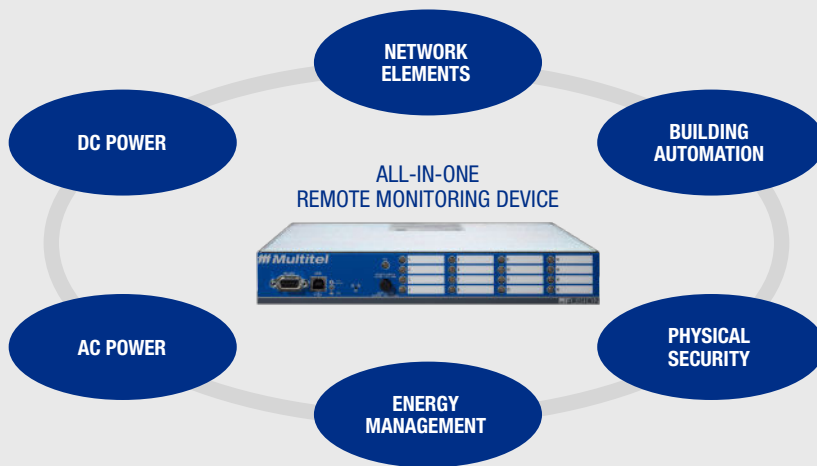 NETWORK
ELEMENTS
DC POWER
BUILDING
AUTOMATION
ALL-IN-ONE
REMOTE MONITORING DEVICE
Multitel
AC POWER
PHYSICAL
SECURITY
ENERGY
MANAGEMENT